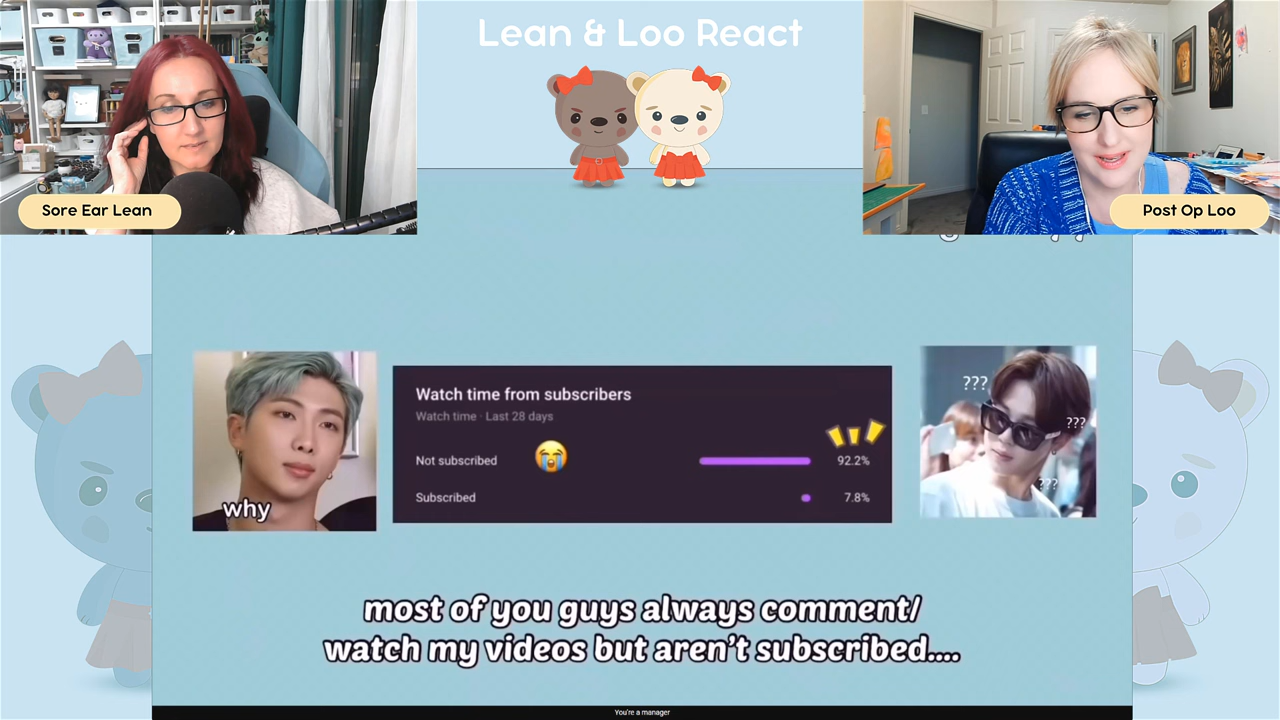 Lean & Loo React
Sore Ear Lean
Post Op Loo
why
Watch time from subscribers
Watch time · Last 28 days
Not subscribed
92.2%
Subscribed
7.8%
???
???
???
most of you guys always comment/
watch my videos but aren't subscribed....
You're a manager